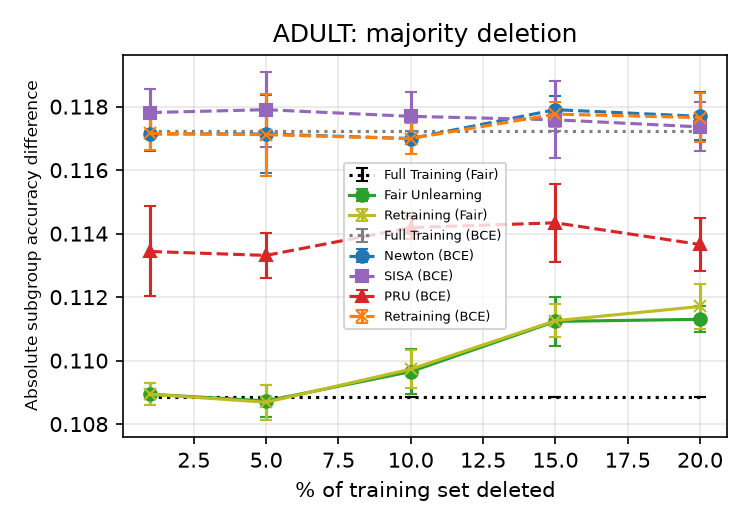 ADULT: majority deletion
Absolute subgroup accuracy difference
0.118
0.116
0.114
0.112
0.110
0.108
Full Training (Fair)
Fair Unlearning
Retraining (Fair)
Full Training (BCE)
Newton (BCE)
SISA (BCE)
PRU (BCE)
Retraining (BCE)
2.5 5.0 7.5 10.0 12.5 15.0 17.5 20.0
% of training set deleted